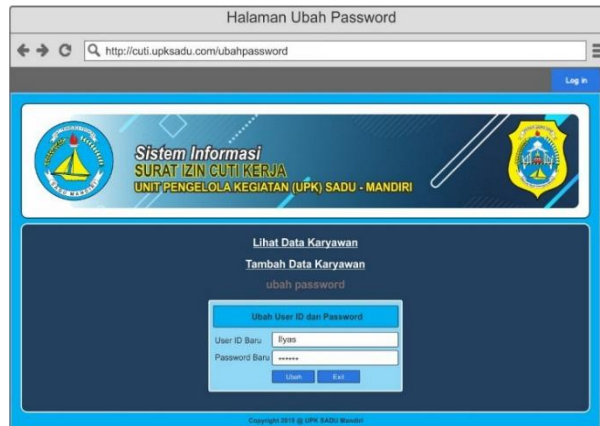 Halaman Ubah Password
http://cuti.upksadu.com/ubahpassword
Log in
Sistem Informasi
SURAT IZIN CUTI KERJA
UNIT PENGELOLA KEGIATAN (UPK) SADU - MANDIRI
SADU MANDIRI
Lihat Data Karyawan
Tambah Data Karyawan
ubah password
Ubah User ID dan Password
User ID Baru Ilyas
Password Baru ••••••
Ubah Exit
Copyright 2019 @ UPK SADU Mandiri